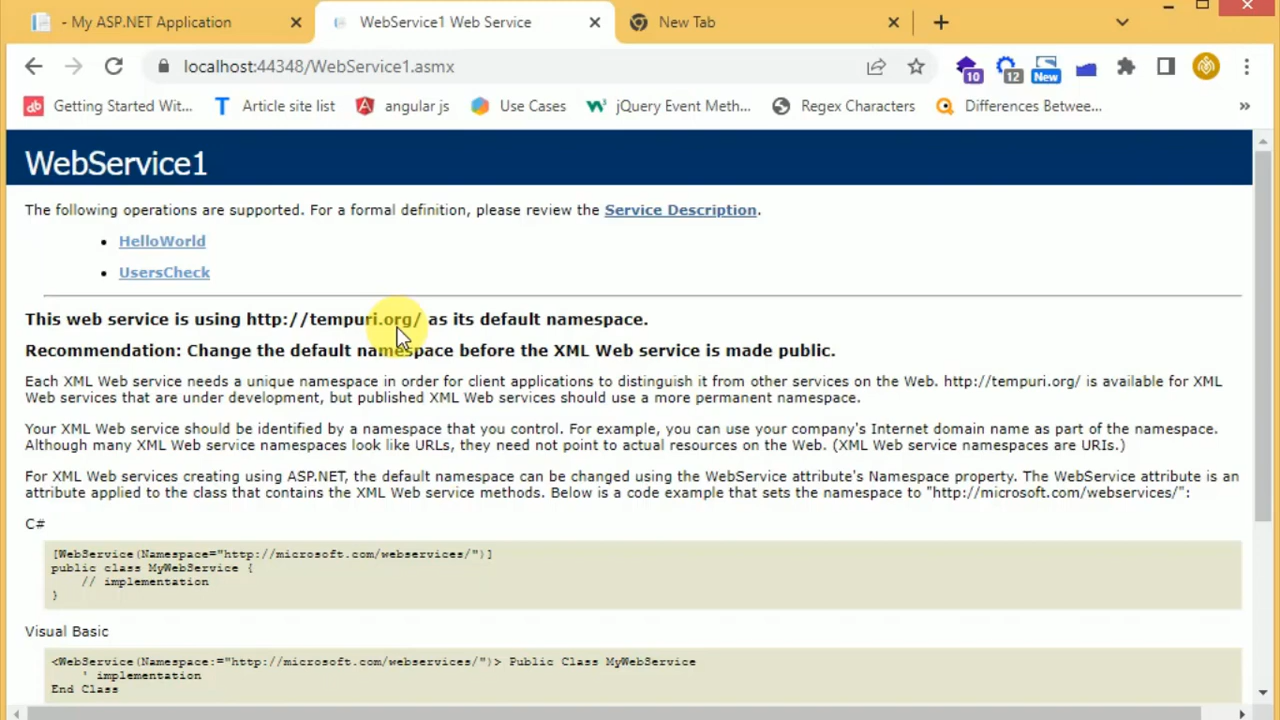 - My ASP.NET Application
WebService1 Web Service
New Tab
localhost:44348/WebService1.asmx
10
12
New
Getting Started Wit...
Article site list
angular js
Use Cases
jQuery Event Meth...
Regex Characters
Differences Betwee...
»
WebService1
The following operations are supported. For a formal definition, please review the Service Description.
• HelloWorld
• UsersCheck
This web service is using http://tempuri.org/ as its default namespace.
Recommendation: Change the default namespace before the XML Web service is made public.
Each XML Web service needs a unique namespace in order for client applications to distinguish it from other services on the Web. http://tempuri.org/ is available for XML
Web services that are under development, but published XML Web services should use a more permanent namespace.
Your XML Web service should be identified by a namespace that you control. For example, you can use your company's Internet domain name as part of the namespace.
Although many XML Web service namespaces look like URLs, they need not point to actual resources on the Web. (XML Web service namespaces are URIs.)
For XML Web services creating using ASP.NET, the default namespace can be changed using the WebService attribute's Namespace property. The WebService attribute is an
attribute applied to the class that contains the XML Web service methods. Below is a code example that sets the namespace to "http://microsoft.com/webservices/":
C#
[WebService(Namespace="http://microsoft.com/webservices/")]
public class MyWebService {
// implementation
}
Visual Basic
<WebService(Namespace:="http://microsoft.com/webservices/")> Public Class MyWebService
' implementation
End Class